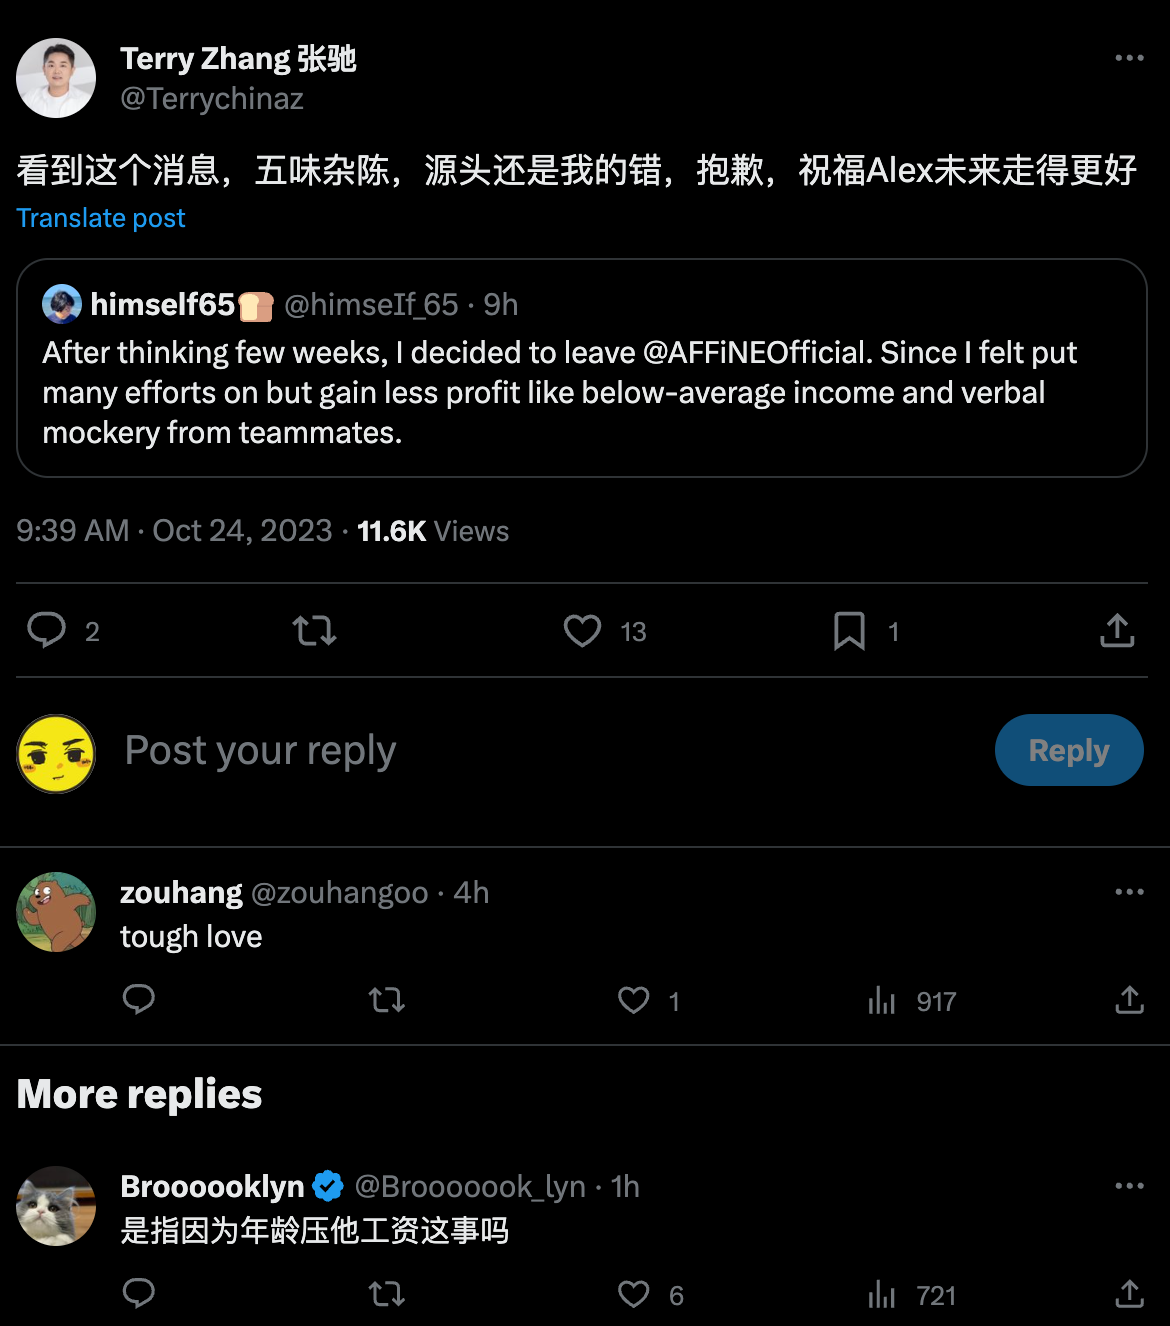 Terry Zhang 张驰
@Terrychinaz
看到这个消息，五味杂陈，源头还是我的错，抱歉，祝福Alex未来走得更好
Translate post
himself65🍞 @himseIf_65 · 9h
After thinking few weeks, I decided to leave @AFFiNEOfficial. Since I felt put
many efforts on but gain less profit like below-average income and verbal
mockery from teammates.
9:39 AM · Oct 24, 2023 · 11.6K Views
2 13 1
Post your reply
Reply
zouhang @zouhangoo · 4h
tough love
1 917
More replies
Broooooklyn @Brooooook_lyn · 1h
是指因为年龄压他工资这事吗
6 721